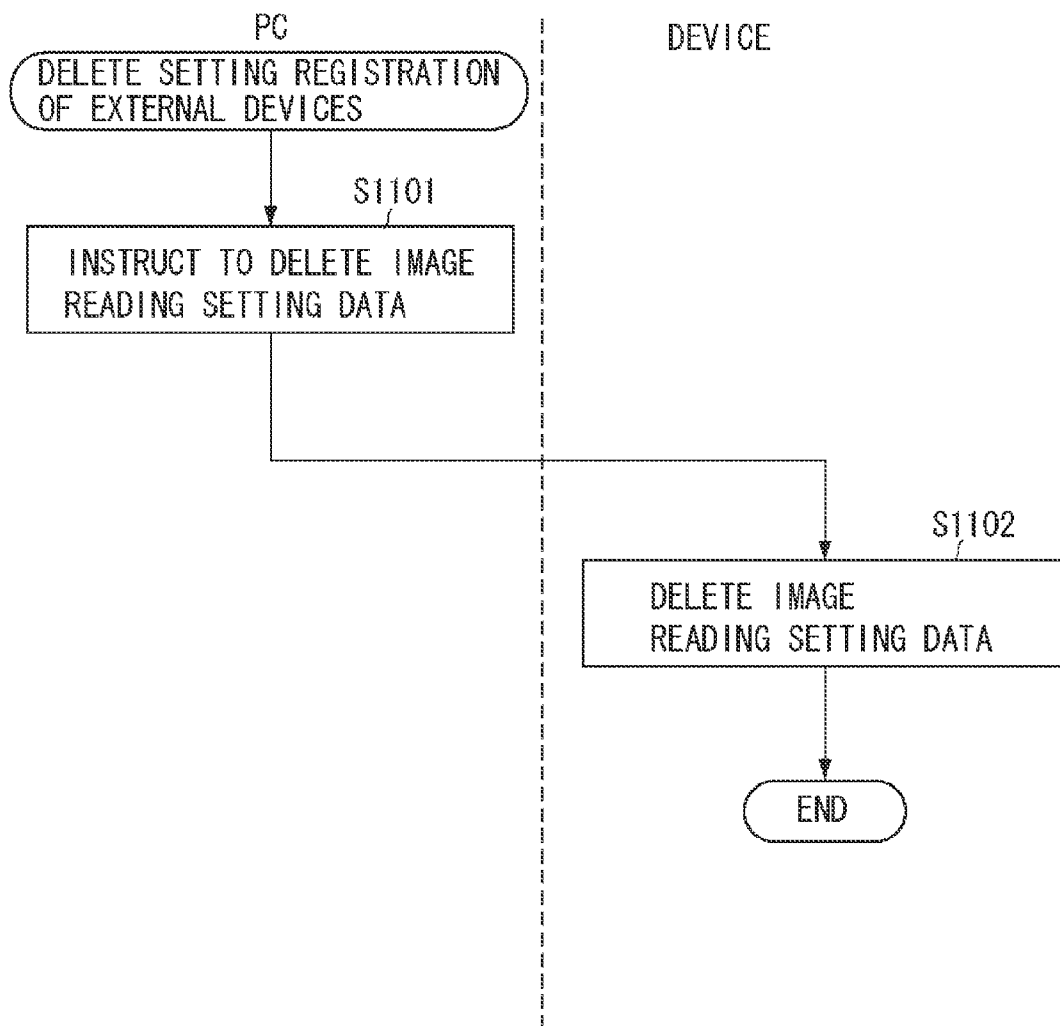 PC
DEVICE
DELETE SETTING REGISTRATION
OF EXTERNAL DEVICES
S1101
INSTRUCT TO DELETE IMAGE
READING SETTING DATA
S1102
DELETE IMAGE
READING SETTING DATA
END